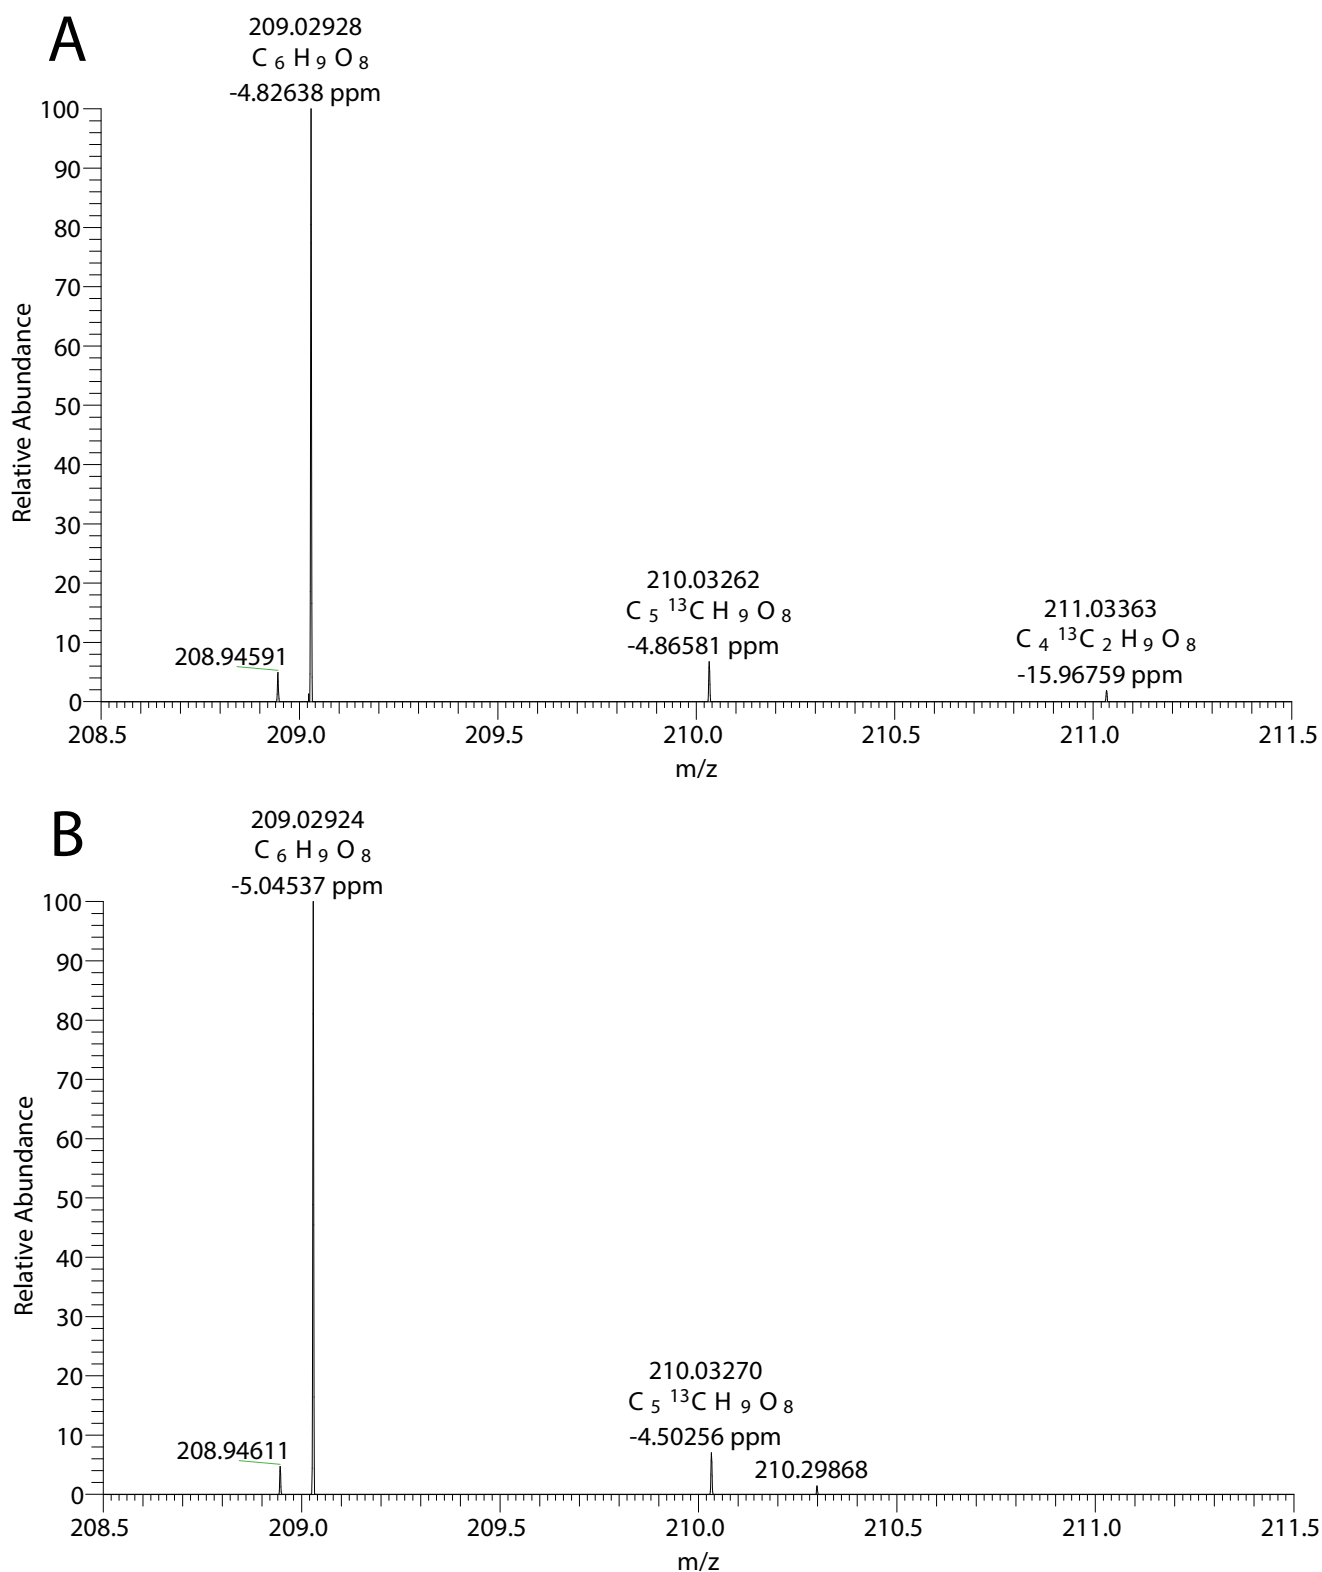 A
209.02928
C 6 H 9 O 8
-4.82638 ppm
100
90
80
70
60
50
40
30
20
10
0
Relative Abundance
208.94591
210.03262
C 5 13C H 9 O 8
-4.86581 ppm
211.03363
C 4 13C 2 H 9 O 8
-15.96759 ppm
208.5 209.0 209.5 210.0 210.5 211.0 211.5
m/z
B
209.02924
C 6 H 9 O 8
-5.04537 ppm
100
90
80
70
60
50
40
30
20
10
0
Relative Abundance
208.94611
210.03270
C 5 13C H 9 O 8
-4.50256 ppm
210.29868
208.5 209.0 209.5 210.0 210.5 211.0 211.5
m/z